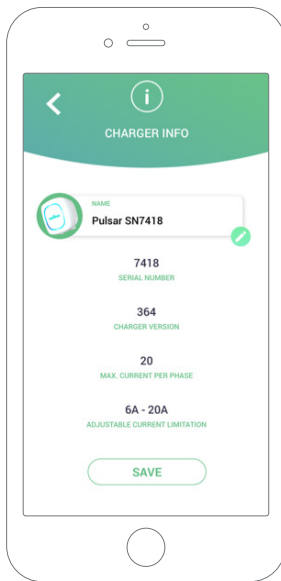 CHARGER INFO
NAME
Pulsar SN7418
7418
SERIAL NUMBER
364
CHARGER VERSION
20
MAX. CURRENT PER PHASE
6A - 20A
ADJUSTABLE CURRENT LIMITATION
SAVE